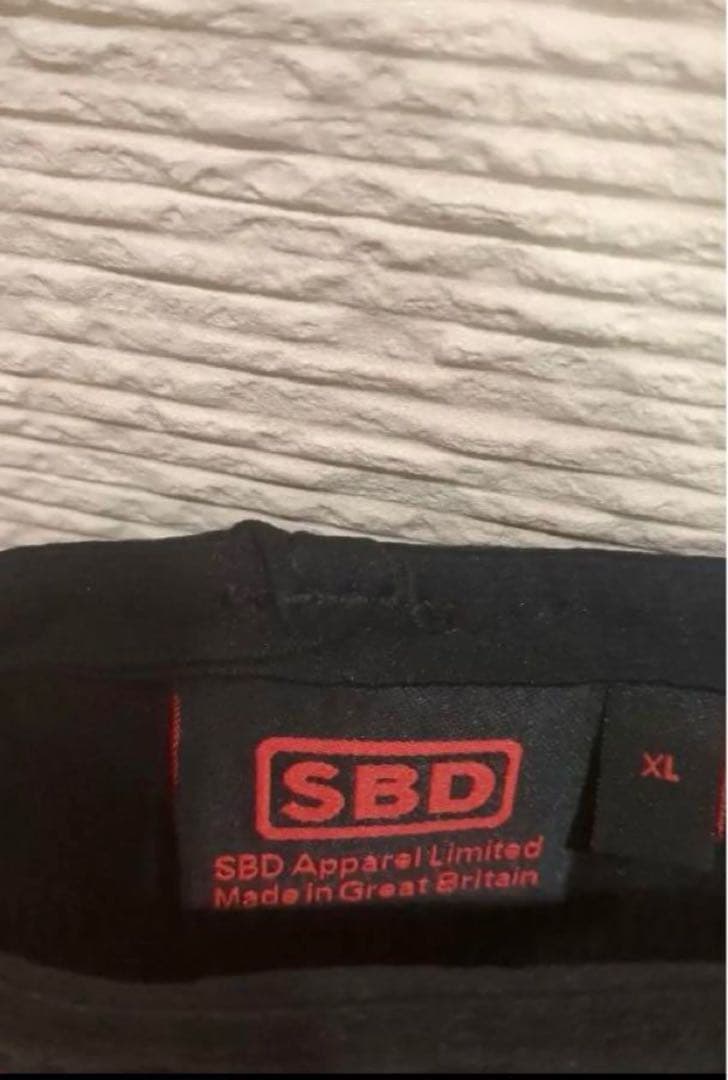 SBD
XL
SBD Apparel Limited
Made in Great Britain